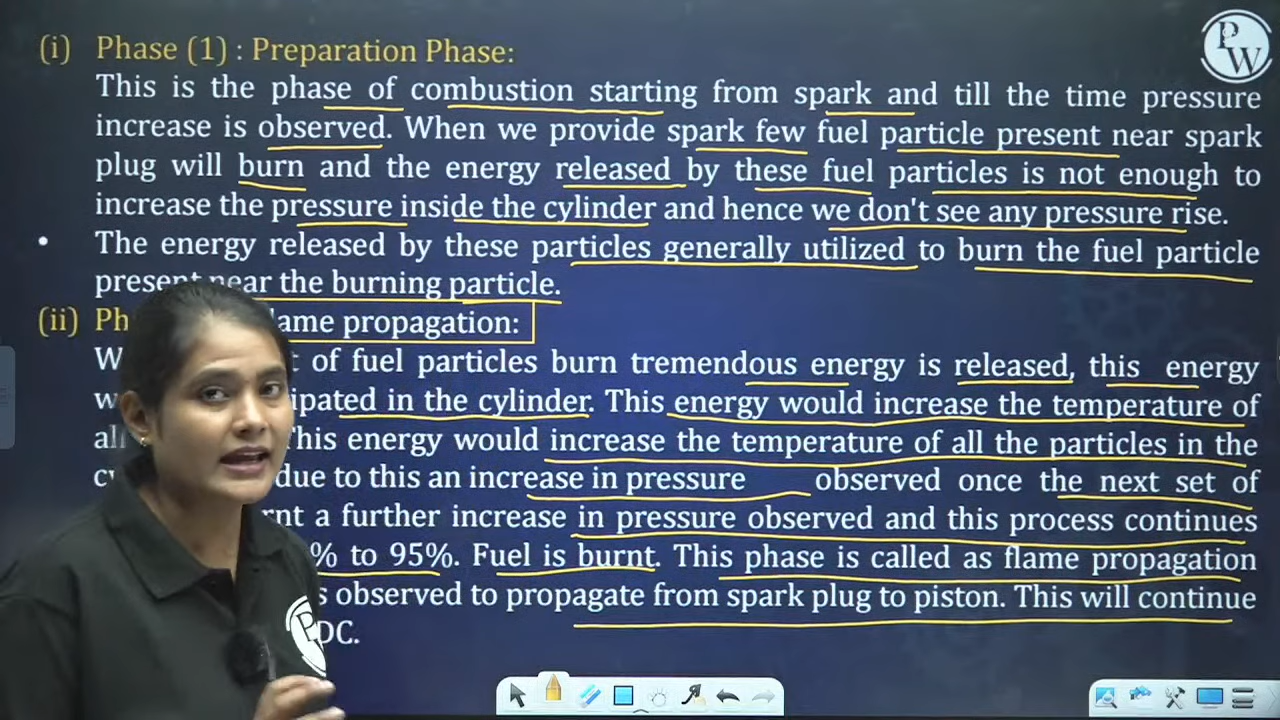 (i) Phase (1) : Preparation Phase:
PW
This is the phase of combustion starting from spark and till the time pressure
increase is observed. When we provide spark few fuel particle present near spark
plug will burn and the energy released by these fuel particles is not enough to
increase the pressure inside the cylinder and hence we don't see any pressure rise.
• The energy released by these particles generally utilized to burn the fuel particle
present near the burning particle.
(ii) lame propagation:
of fuel particles burn tremendous energy is released, this energy
ipated in the cylinder. This energy would increase the temperature of
This energy would increase the temperature of all the particles in the
due to this an increase in pressure observed once the next set of
rnt a further increase in pressure observed and this process continues
% to 95%. Fuel is burnt. This phase is called as flame propagation
s observed to propagate from spark plug to piston. This will continue
DC.
PW